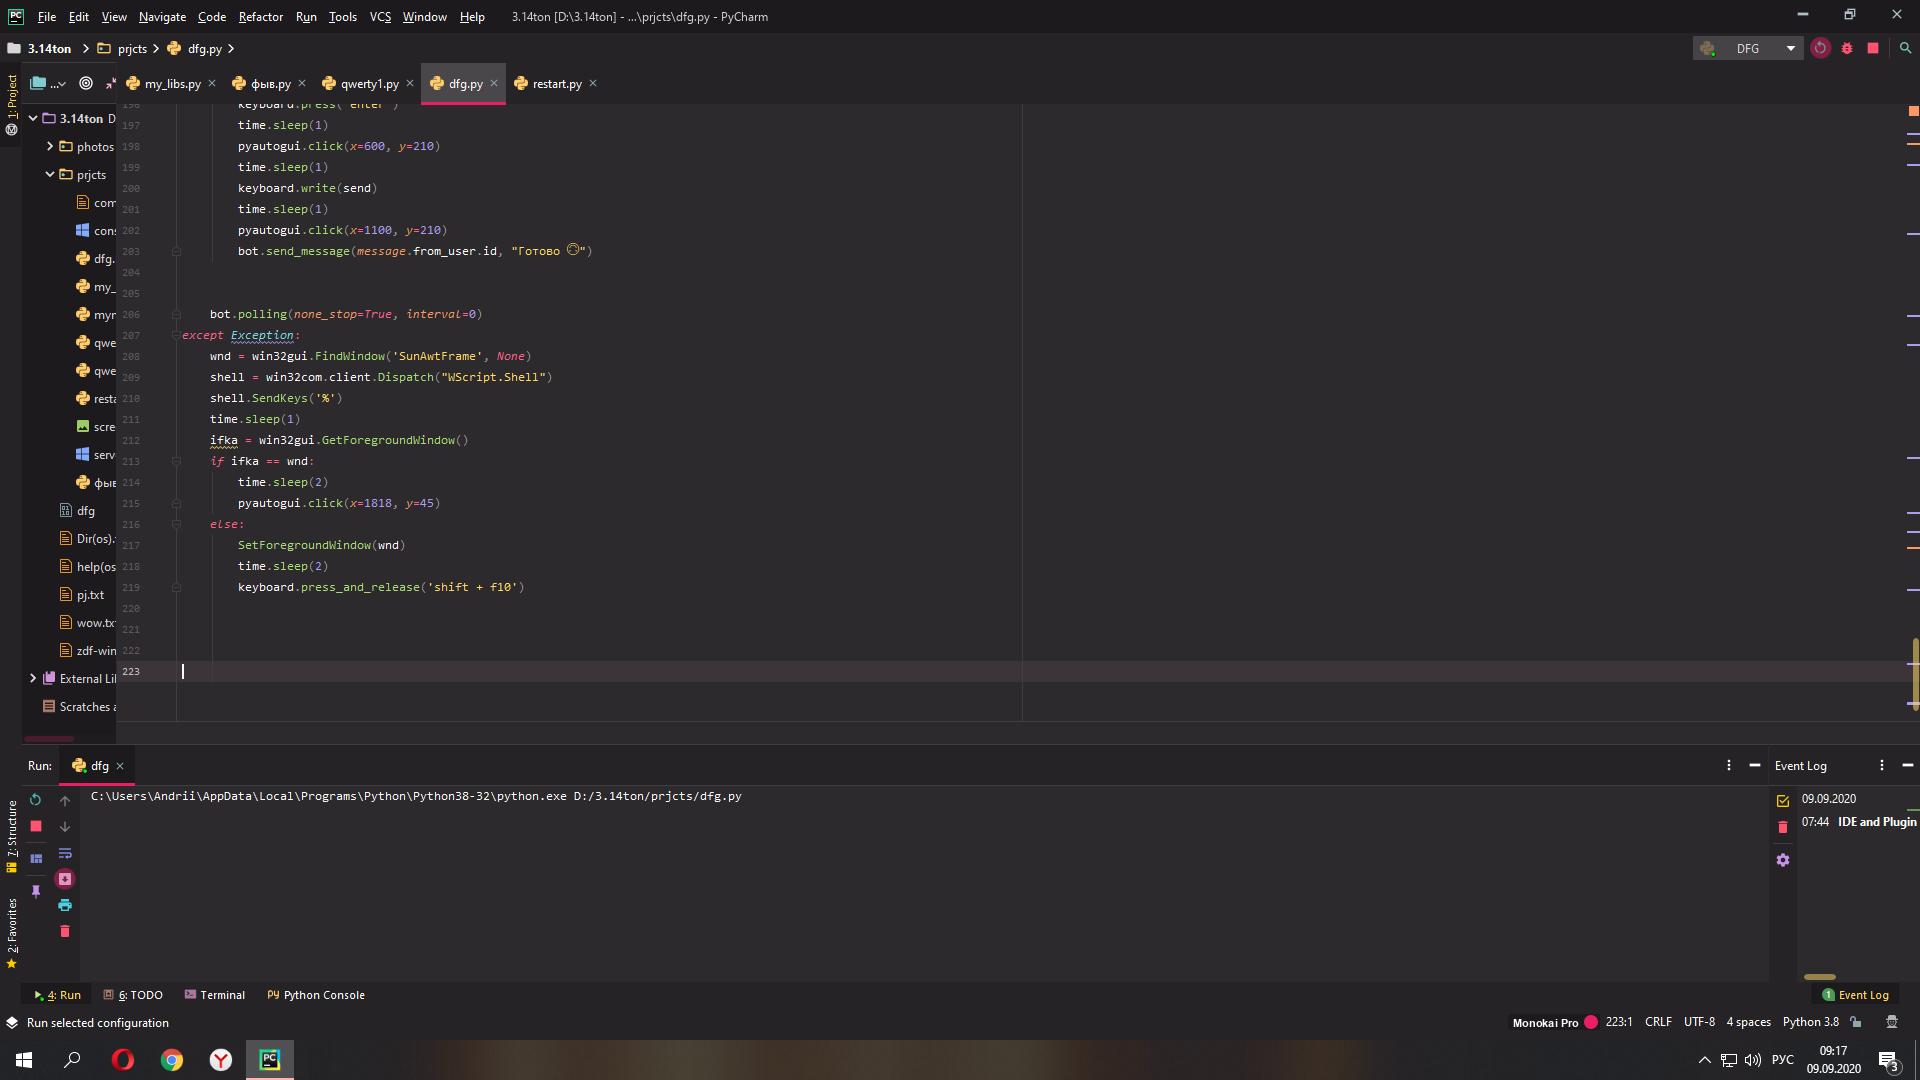 PC File Edit View Navigate Code Refactor Run Tools VCS Window Help 3.14ton [D:\3.14ton] - ...\prjcts\dfg.py - PyCharm
3.14ton prjcts dfg.py DFG
1: Project
... my_libs.py фыв.py qwerty1.py dfg.py restart.py
3.14ton D
photos
prjcts
com
cons
dfg.
my_
myr
qwe
qwe
resta
scre
serv
фыв
dfg
Dir(os).
help(os
pj.txt
wow.tx
zdf-win
External Li
Scratches a
196 keyboard.press("enter")
197 time.sleep(1)
198 pyautogui.click(x=600, y=210)
199 time.sleep(1)
200 keyboard.write(send)
201 time.sleep(1)
202 pyautogui.click(x=1100, y=210)
203 bot.send_message(message.from_user.id, "Готово ☺")
204
205
206 bot.polling(none_stop=True, interval=0)
207 except Exception:
208 wnd = win32gui.FindWindow('SunAwtFrame', None)
209 shell = win32com.client.Dispatch("WScript.Shell")
210 shell.SendKeys('%')
211 time.sleep(1)
212 ifka = win32gui.GetForegroundWindow()
213 if ifka == wnd:
214 time.sleep(2)
215 pyautogui.click(x=1818, y=45)
216 else:
217 SetForegroundWindow(wnd)
218 time.sleep(2)
219 keyboard.press_and_release('shift + f10')
220
221
222
223
Run: dfg Event Log
C:\Users\Andrii\AppData\Local\Programs\Python\Python38-32\python.exe D:/3.14ton/prjcts/dfg.py
09.09.2020
07:44 IDE and Plugin
7: Structure
2: Favorites
4: Run 6: TODO Terminal Python Console 1 Event Log
Run selected configuration Monokai Pro 223:1 CRLF UTF-8 4 spaces Python 3.8
PC РУС 09:17
09.09.2020 3